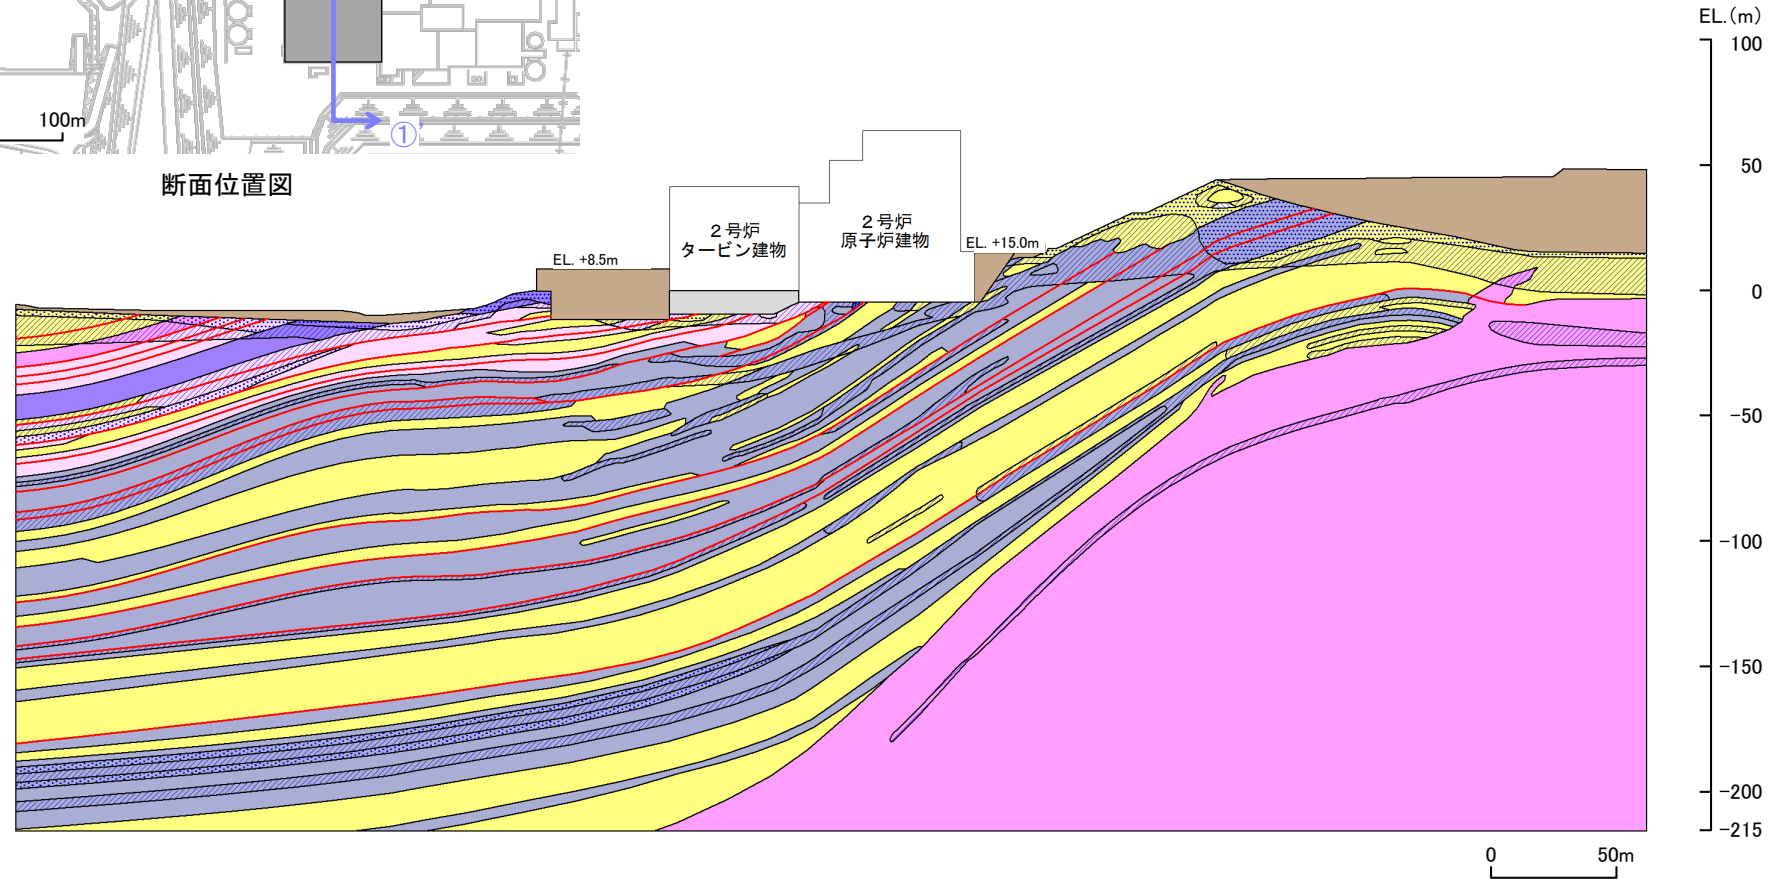 EL.(m)
100
50
0
-50
-100
-150
-200
-215
100m
①’
断面位置図
2号炉
タービン建物
2号炉
原子炉建物
EL. +8.5m
EL. +15.0m
0 50m